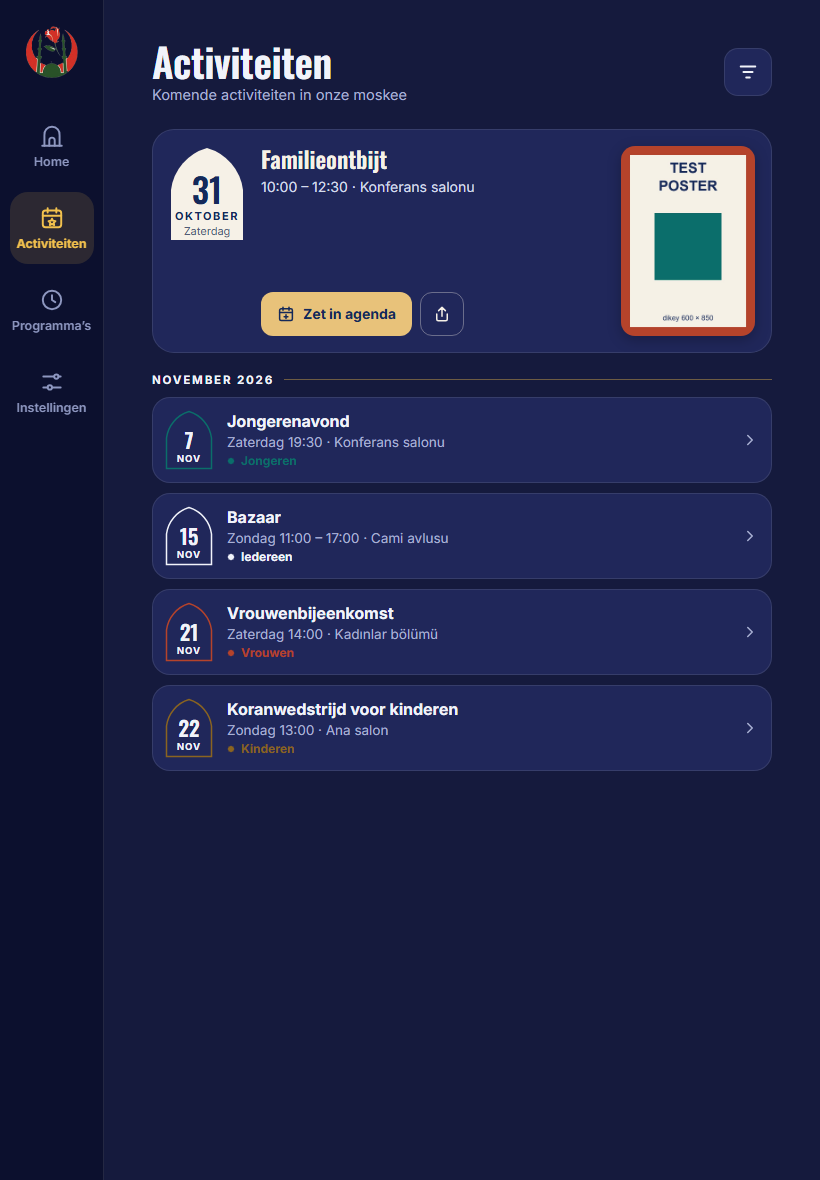 Activiteiten
Komende activiteiten in onze moskee
Home
Activiteiten
Programma's
Instellingen
31
OKTOBER
Zaterdag
Familieontbijt
10:00 – 12:30 · Konferans salonu
Zet in agenda
TEST
POSTER
dikey 600 × 850
NOVEMBER 2026
7
NOV
Jongerenavond
Zaterdag 19:30 · Konferans salonu
Jongeren
15
NOV
Bazaar
Zondag 11:00 – 17:00 · Cami avlusu
Iedereen
21
NOV
Vrouwenbijeenkomst
Zaterdag 14:00 · Kadınlar bölümü
Vrouwen
22
NOV
Koranwedstrijd voor kinderen
Zondag 13:00 · Ana salon
Kinderen